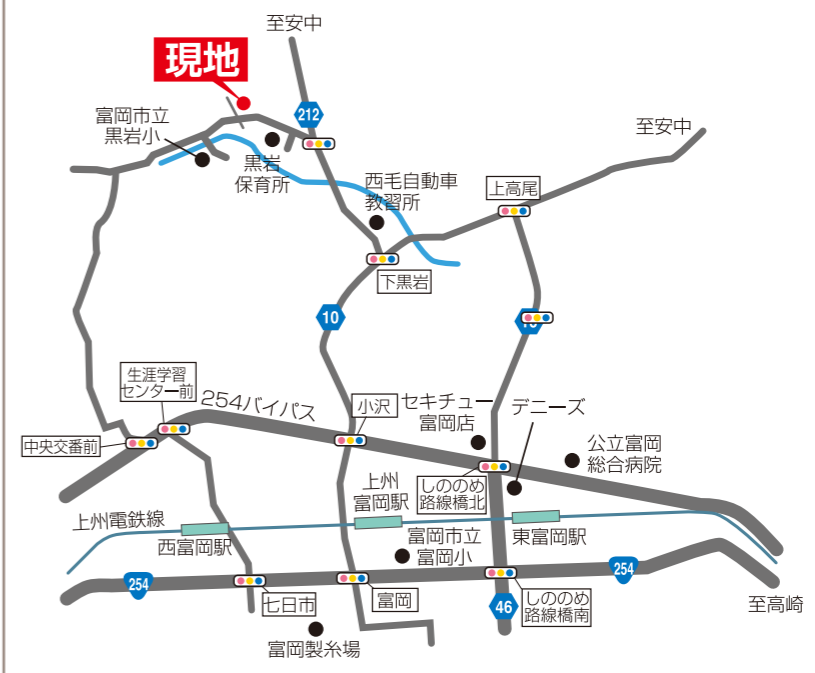 至安中
現地
富岡市立
黒岩小
212
至安中
黒岩
保育所
西毛自動車
教習所
上高尾
下黒岩
10
生涯学習
センター前
254バイパス
小沢
セキチュー
富岡店
デニーズ
中央交番前
公立富岡
総合病院
しののめ
路線橋北
上州
富岡駅
上州電鉄線
西富岡駅
富岡市立
富岡小
東富岡駅
254
254
七日市
富岡
46
しののめ
路線橋南
至高崎
富岡製糸場